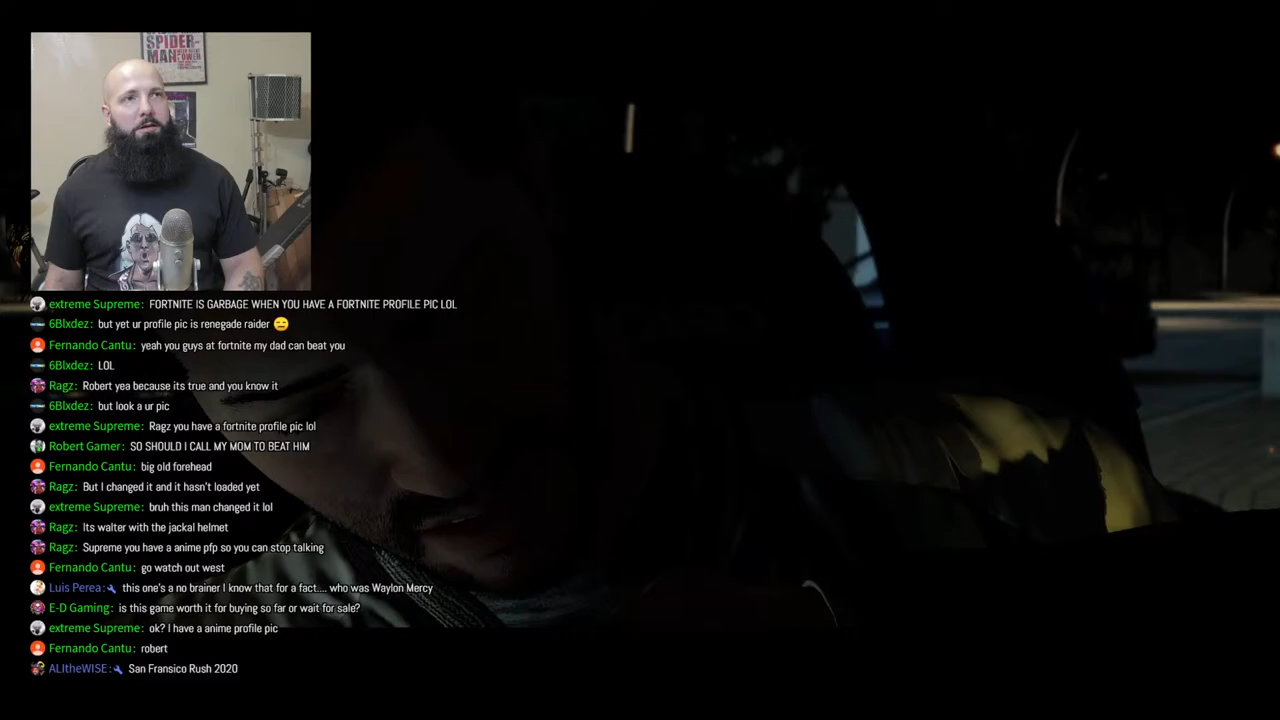 SPIDER-
MAN
extreme Supreme: FORTNITE IS GARBAGE WHEN YOU HAVE A FORTNITE PROFILE PIC LOL
6Blxdez: but yet ur profile pic is renegade raider 😑
Fernando Cantu: yeah you guys at fortnite my dad can beat you
6Blxdez: LOL
Ragz: Robert yea because its true and you know it
6Blxdez: but look a ur pic
extreme Supreme: Ragz you have a fortnite profile pic lol
Robert Gamer: SO SHOULD I CALL MY MOM TO BEAT HIM
Fernando Cantu: big old forehead
Ragz: But I changed it and it hasn't loaded yet
extreme Supreme: bruh this man changed it lol
Ragz: Its walter with the jackal helmet
Ragz: Supreme you have a anime pfp so you can stop talking
Fernando Cantu: go watch out west
Luis Perea: this one's a no brainer I know that for a fact.... who was Waylon Mercy
E-D Gaming: is this game worth it for buying so far or wait for sale?
extreme Supreme: ok? I have a anime profile pic
Fernando Cantu: robert
ALItheWISE: San Fransico Rush 2020